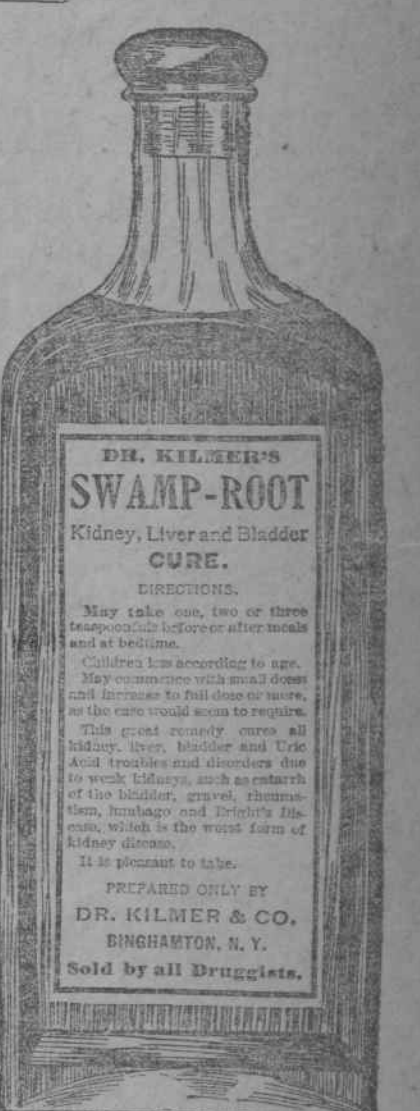 DR. KILMER'S
SWAMP-ROOT
Kidney, Liver and Bladder
CURE.
DIRECTIONS.
May take one, two or three
teaspoonfuls before or after meals
and at bedtime.
Children less according to age.
May commence with small doses
and increase to full dose or more,
as the case would seem to require.
This great remedy cures all
kidney, liver, bladder and Uric
Acid troubles and disorders due
to weak kidneys, such as catarrh
of the bladder, gravel, rheuma-
tism, lumbago and Bright's Dis-
ease, which is the worst form of
kidney disease.
It is pleasant to take.
PREPARED ONLY BY
DR. KILMER & CO.
BINGHAMTON, N. Y.
Sold by all Druggists.